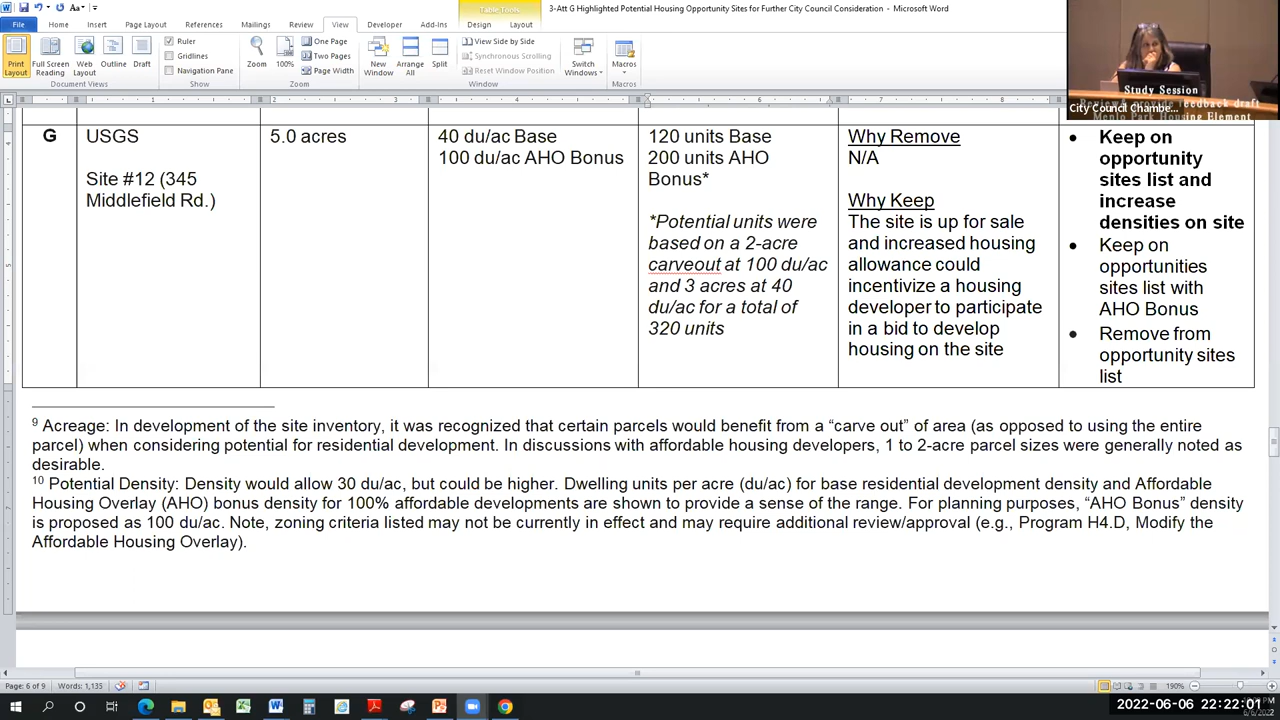 Table Tools
3-Att G Highlighted Potential Housing Opportunity Sites for Further City Council Consideration - Microsoft Word
File Home Insert Page Layout References Mailings Review View Developer Add-Ins Design Layout
Print Layout
Full Screen Reading
Web Layout
Outline
Draft
Document Views
Ruler
Gridlines
Navigation Pane
Show
Zoom
100%
One Page
Two Pages
Page Width
Zoom
New Window
Arrange All
Split
View Side by Side
Synchronous Scrolling
Reset Window Position
Window
Switch Windows
Macros
Macros
Study Session
City Council Chambe...
Menlo Park Housing Element
G
USGS
Site #12 (345
Middlefield Rd.)
5.0 acres
40 du/ac Base
100 du/ac AHO Bonus
120 units Base
200 units AHO
Bonus*
*Potential units were
based on a 2-acre
carveout at 100 du/ac
and 3 acres at 40
du/ac for a total of
320 units
Why Remove
N/A
Why Keep
The site is up for sale
and increased housing
allowance could
incentivize a housing
developer to participate
in a bid to develop
housing on the site
• Keep on
opportunity
sites list and
increase
densities on site
• Keep on
opportunities
sites list with
AHO Bonus
• Remove from
opportunity sites
list
9 Acreage: In development of the site inventory, it was recognized that certain parcels would benefit from a “carve out” of area (as opposed to using the entire
parcel) when considering potential for residential development. In discussions with affordable housing developers, 1 to 2-acre parcel sizes were generally noted as
desirable.
10 Potential Density: Density would allow 30 du/ac, but could be higher. Dwelling units per acre (du/ac) for base residential development density and Affordable
Housing Overlay (AHO) bonus density for 100% affordable developments are shown to provide a sense of the range. For planning purposes, “AHO Bonus” density
is proposed as 100 du/ac. Note, zoning criteria listed may not be currently in effect and may require additional review/approval (e.g., Program H4.D, Modify the
Affordable Housing Overlay).
Page: 6 of 9
Words: 1,135
190%
2022-06-06 22:22:01